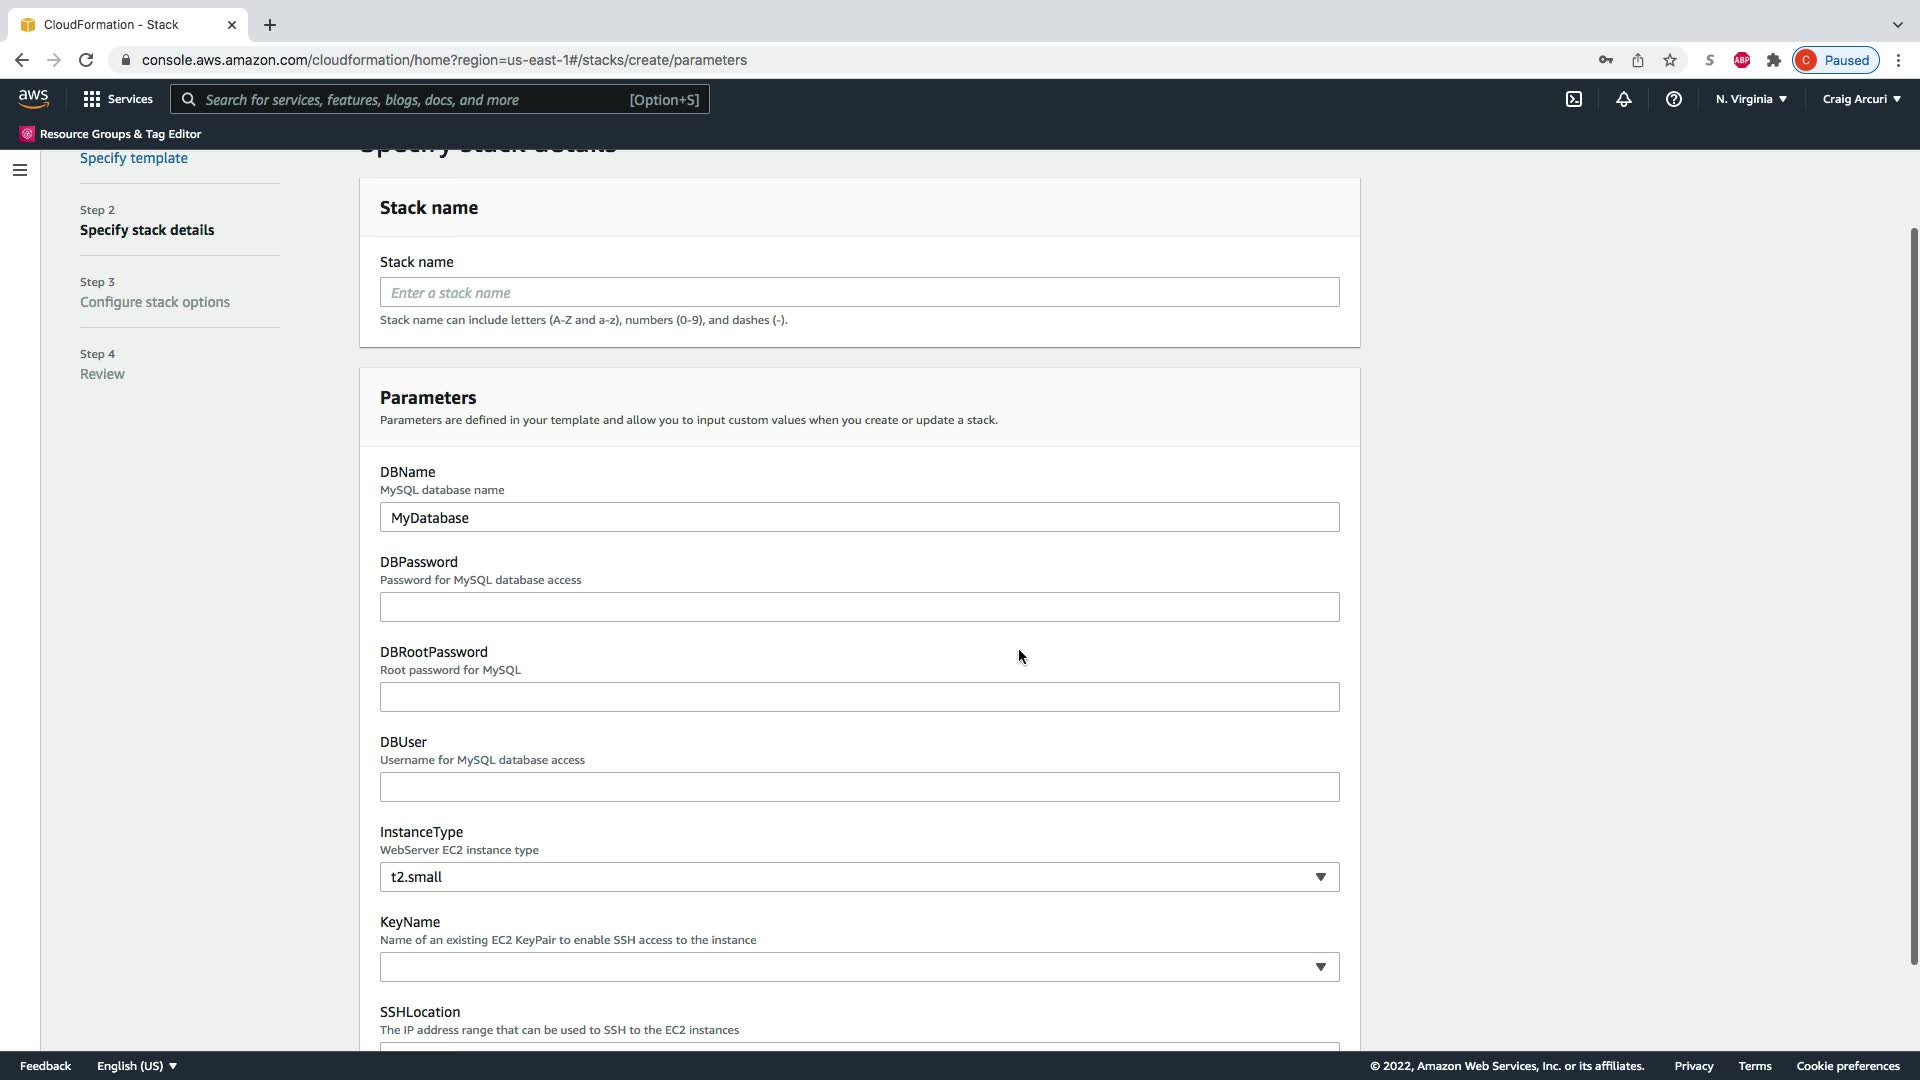 CloudFormation - Stack
console.aws.amazon.com/cloudformation/home?region=us-east-1#/stacks/create/parameters
S
ABP
C
Paused
aws
Services
Search for services, features, blogs, docs, and more
[Option+S]
N. Virginia
Craig Arcuri
Resource Groups & Tag Editor
Specify template
Specify stack details
Step 2
Specify stack details
Step 3
Configure stack options
Step 4
Review
Stack name
Stack name
Enter a stack name
Stack name can include letters (A-Z and a-z), numbers (0-9), and dashes (-).
Parameters
Parameters are defined in your template and allow you to input custom values when you create or update a stack.
DBName
MySQL database name
MyDatabase
DBPassword
Password for MySQL database access
DBRootPassword
Root password for MySQL
DBUser
Username for MySQL database access
InstanceType
WebServer EC2 instance type
t2.small
KeyName
Name of an existing EC2 KeyPair to enable SSH access to the instance
SSHLocation
The IP address range that can be used to SSH to the EC2 instances
Feedback
English (US)
© 2022, Amazon Web Services, Inc. or its affiliates.
Privacy
Terms
Cookie preferences